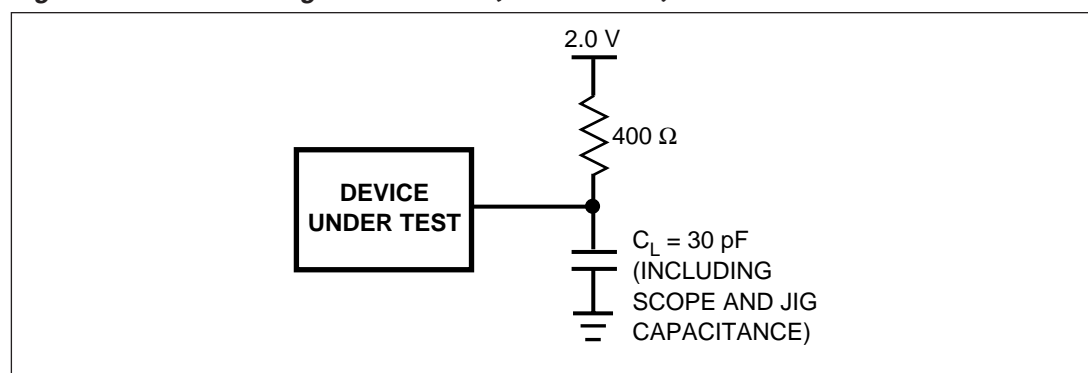 2.0 V
400 Ω
DEVICE
UNDER TEST
C_L = 30 pF
(INCLUDING
SCOPE AND JIG
CAPACITANCE)